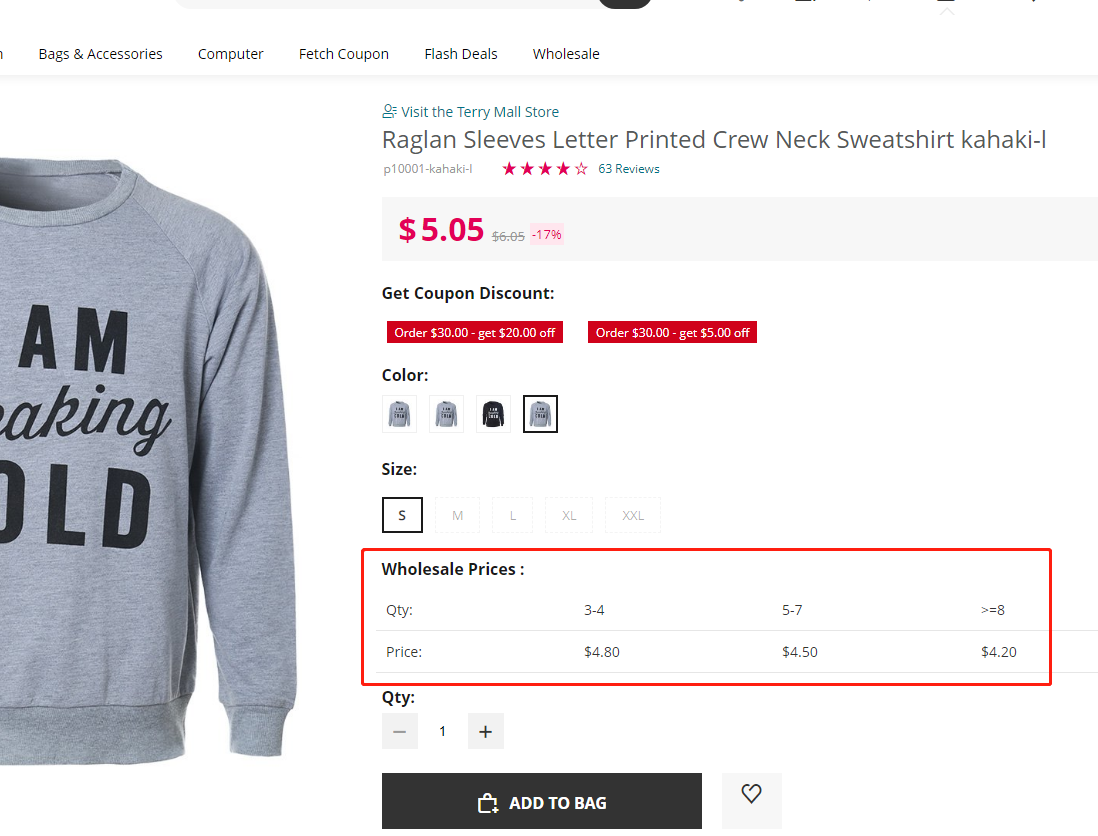 Bags & Accessories Computer Fetch Coupon Flash Deals Wholesale
Visit the Terry Mall Store
Raglan Sleeves Letter Printed Crew Neck Sweatshirt kahaki-l
p10001-kahaki-l 63 Reviews
$5.05 $6.05 -17%
Get Coupon Discount:
Order $30.00 - get $20.00 off Order $30.00 - get $5.00 off
Color:
Size:
S M L XL XXL
Wholesale Prices :
Qty: 3-4 5-7 >=8
Price: $4.80 $4.50 $4.20
Qty:
1
ADD TO BAG
AM
eaking
OLD